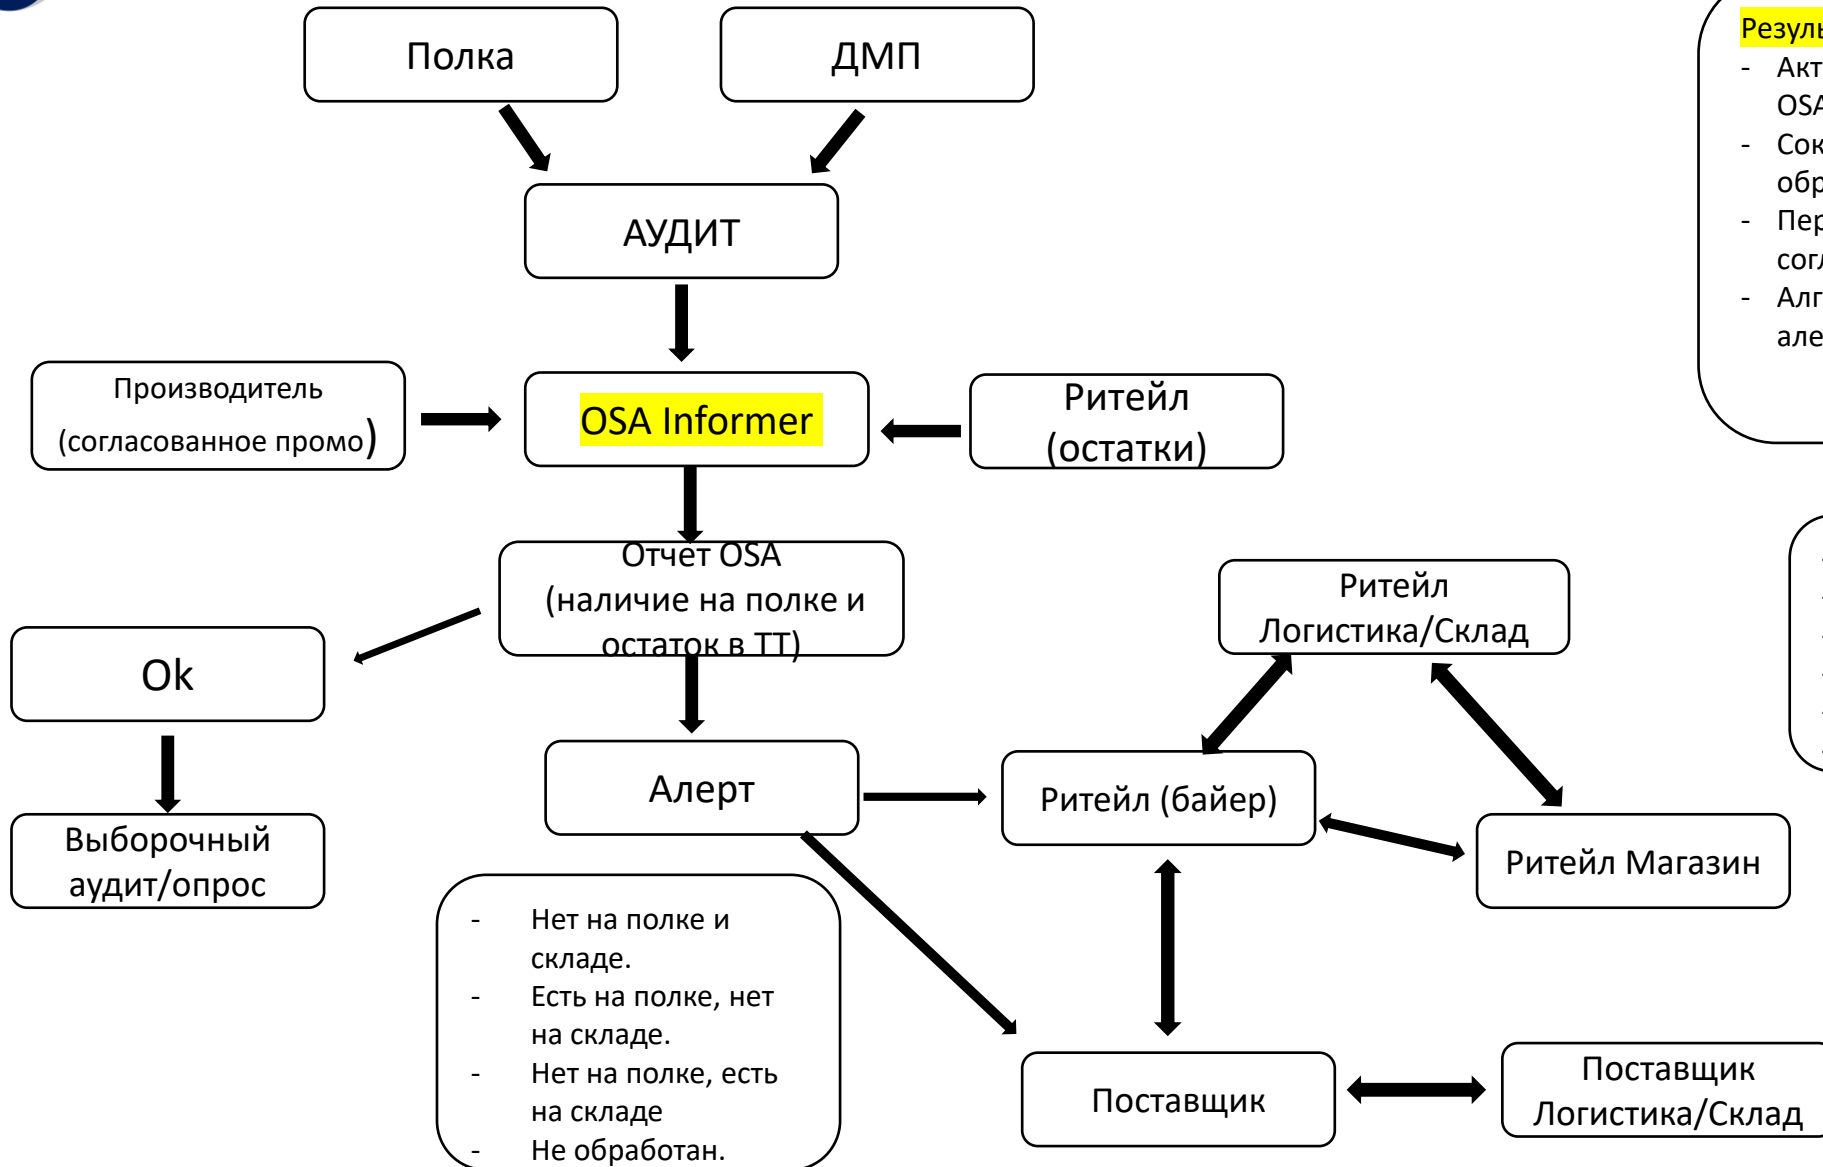 Полка
ДМП
АУДИТ
Производитель
(согласованное промо)
OSA Informer
Ритейл
(остатки)
Отчет OSA
(наличие на полке и
остаток в ТТ)
Ok
Выборочный
аудит/опрос
Алерт
Ритейл
Логистика/Склад
Ритейл (байер)
Ритейл Магазин
- Нет на полке и
складе.
- Есть на полке, нет
на складе.
- Нет на полке, есть
на складе
- Не обработан.
Поставщик
Поставщик
Логистика/Склад
OSA